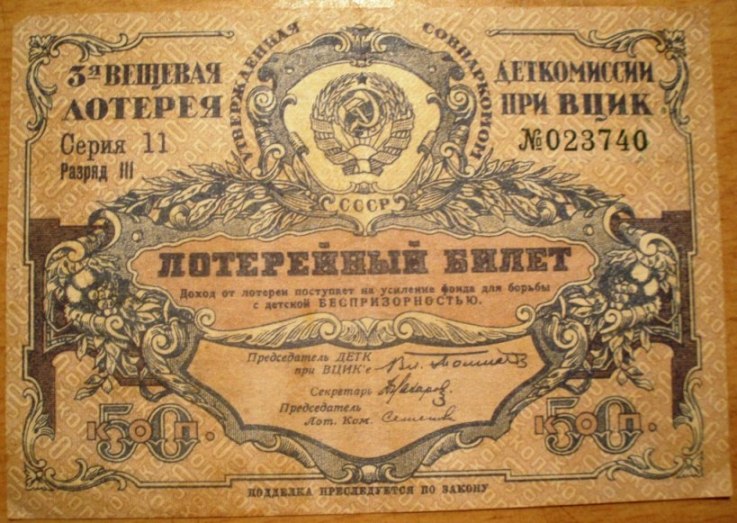 3я ВЕЩЕВАЯ
ЛОТЕРЕЯ
Серия 11
Разряд III
УТВЕРЖДЕННАЯ СОВНАРКОМОМ
СССР
ДЕТКОМИССИИ
ПРИ ВЦИК
№023740
ЛОТЕРЕЙНЫЙ БИЛЕТ
Доход от лотереи поступает на усиление фонда для борьбы
с детской БЕСПРИЗОРНОСТЬЮ.
Председатель ДЕТК
при ВЦИК'е
Секретарь
Председатель
Лот. Ком.
50 КОП.
50 КОП.
ПОДДЕЛКА ПРЕСЛЕДУЕТСЯ ПО ЗАКОНУ